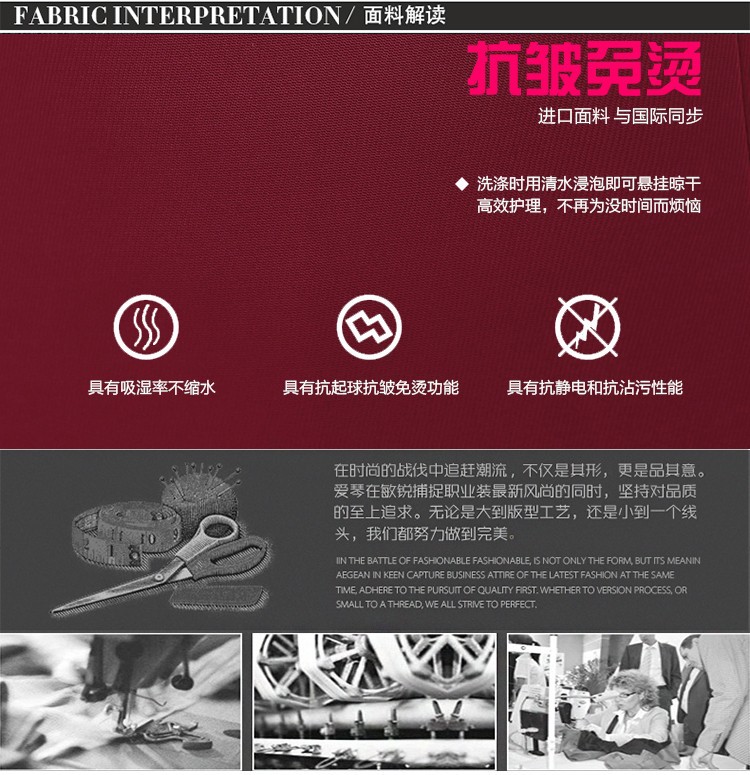 FABRIC INTERPRETATION / 面料解读
抗皱免烫
进口面料 与国际同步
◆ 洗涤时用清水浸泡即可悬挂晾干
高效护理，不再为没时间而烦恼
具有吸湿率不缩水 具有抗起球抗皱免烫功能 具有抗静电和抗沾污性能
在时尚的战伐中追赶潮流，不仅是其形，更是品其意。
爱琴在敏锐捕捉职业装最新风尚的同时，坚持对品质
的至上追求。无论是大到版型工艺，还是小到一个线
头，我们都努力做到完美。
IIN THE BATTLE OF FASHIONABLE FASHIONABLE, IS NOT ONLY THE FORM, BUT ITS MEANIN
AEGEAN IN KEEN CAPTURE BUSINESS ATTIRE OF THE LATEST FASHION AT THE SAME
TIME, ADHERE TO THE PURSUIT OF QUALITY FIRST. WHETHER TO VERSION PROCESS, OR
SMALL TO A THREAD, WE ALL STRIVE TO PERFECT.